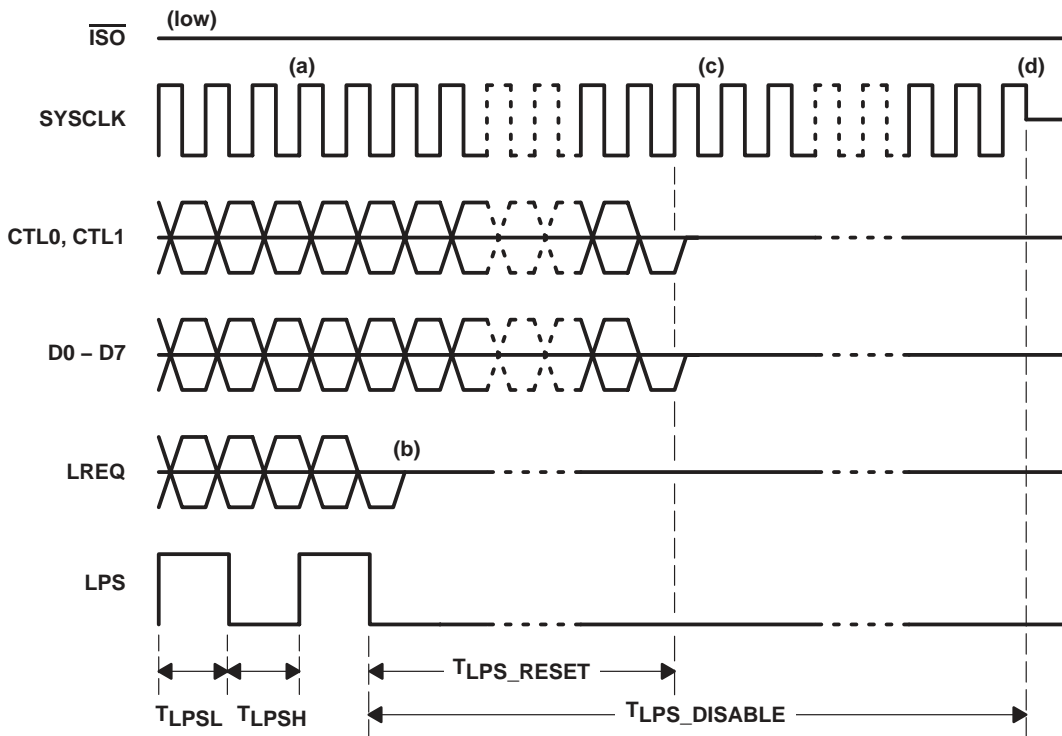 (low)
ISO
(a)
(c)
(d)
SYSCLK
CTL0, CTL1
D0 – D7
(b)
LREQ
LPS
TLPS_RESET
TLPSL
TLPSH
TLPS_DISABLE